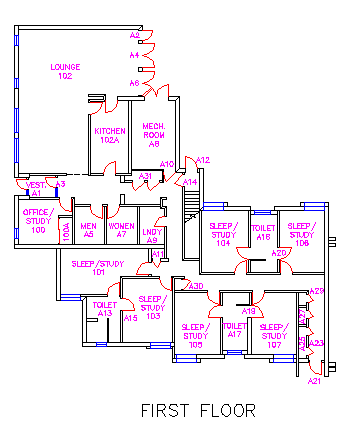 A2
A4
LOUNGE
102
A6
KITCHEN
102A
MECH.
ROOM
A8
A10
A12
A31
A14
VEST.
A1
A3
OFFICE/
STUDY
100
100A
MEN
A5
WOMEN
A7
LNDY
A9
SLEEP/
STUDY
104
TOILET
A18
SLEEP/
STUDY
106
A11
A20
SLEEP/STUDY
101
A30
A29
TOILET
A13
A15
SLEEP/
STUDY
103
A19
A27
SLEEP/
STUDY
TOILET
A17
SLEEP/
STUDY
107
A25
A23
A21
FIRST FLOOR